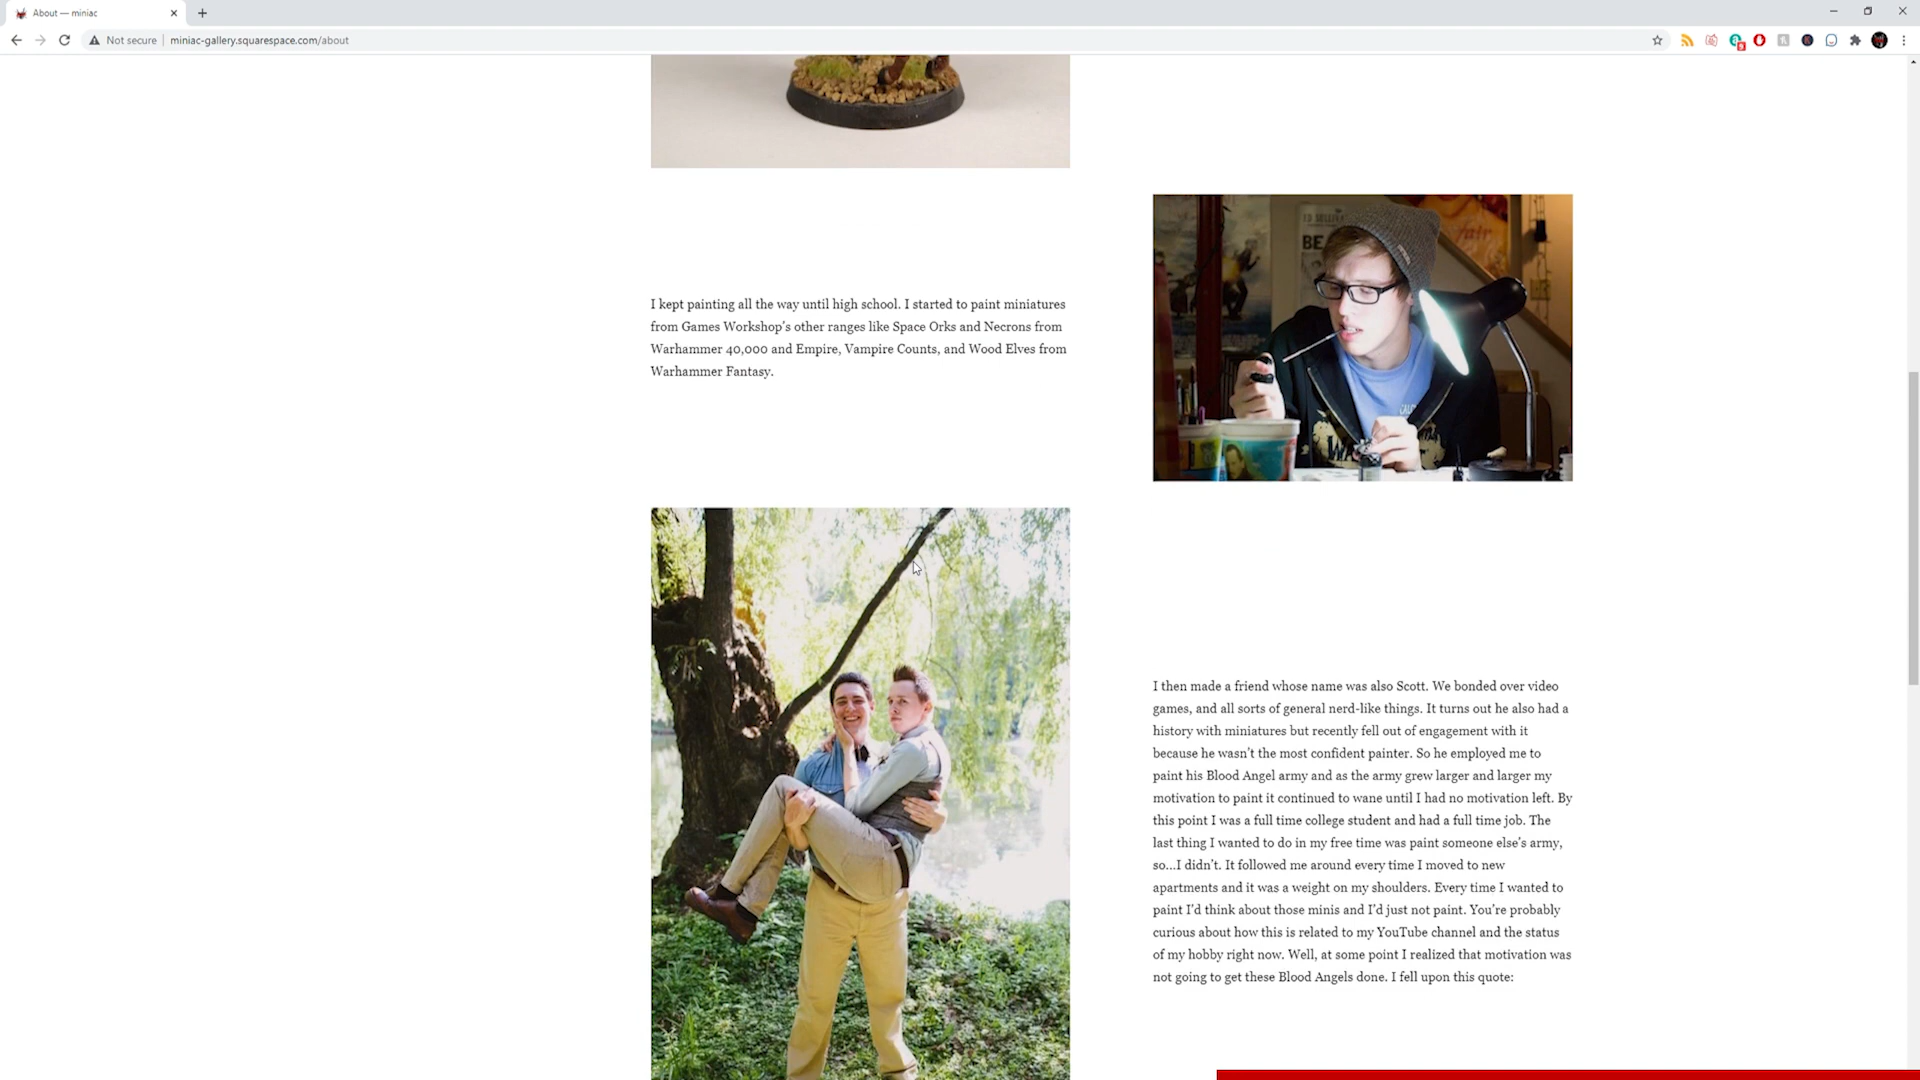 About — miniac
Not secure
miniac-gallery.squarespace.com/about
BE
I kept painting all the way until high school. I started to paint miniatures
from Games Workshop's other ranges like Space Orks and Necrons from
Warhammer 40,000 and Empire, Vampire Counts, and Wood Elves from
Warhammer Fantasy.
I then made a friend whose name was also Scott. We bonded over video
games, and all sorts of general nerd-like things. It turns out he also had a
history with miniatures but recently fell out of engagement with it
because he wasn't the most confident painter. So he employed me to
paint his Blood Angel army and as the army grew larger and larger my
motivation to paint it continued to wane until I had no motivation left. By
this point I was a full time college student and had a full time job. The
last thing I wanted to do in my free time was paint someone else's army,
so...I didn't. It followed me around every time I moved to new
apartments and it was a weight on my shoulders. Every time I wanted to
paint I'd think about those minis and I'd just not paint. You're probably
curious about how this is related to my YouTube channel and the status
of my hobby right now. Well, at some point I realized that motivation was
not going to get these Blood Angels done. I fell upon this quote: